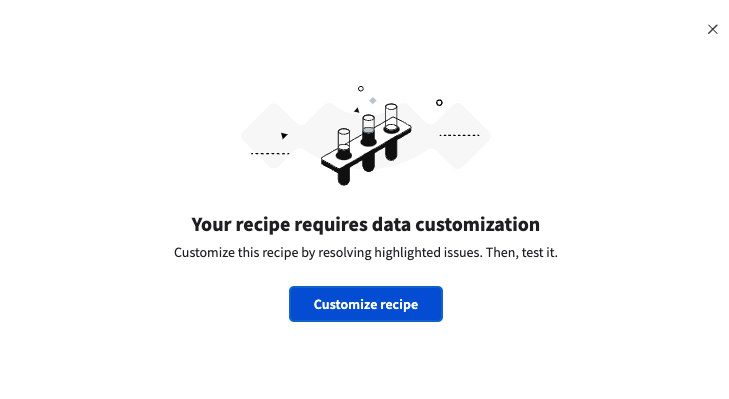 Your recipe requires data customization
Customize this recipe by resolving highlighted issues. Then, test it.
Customize recipe